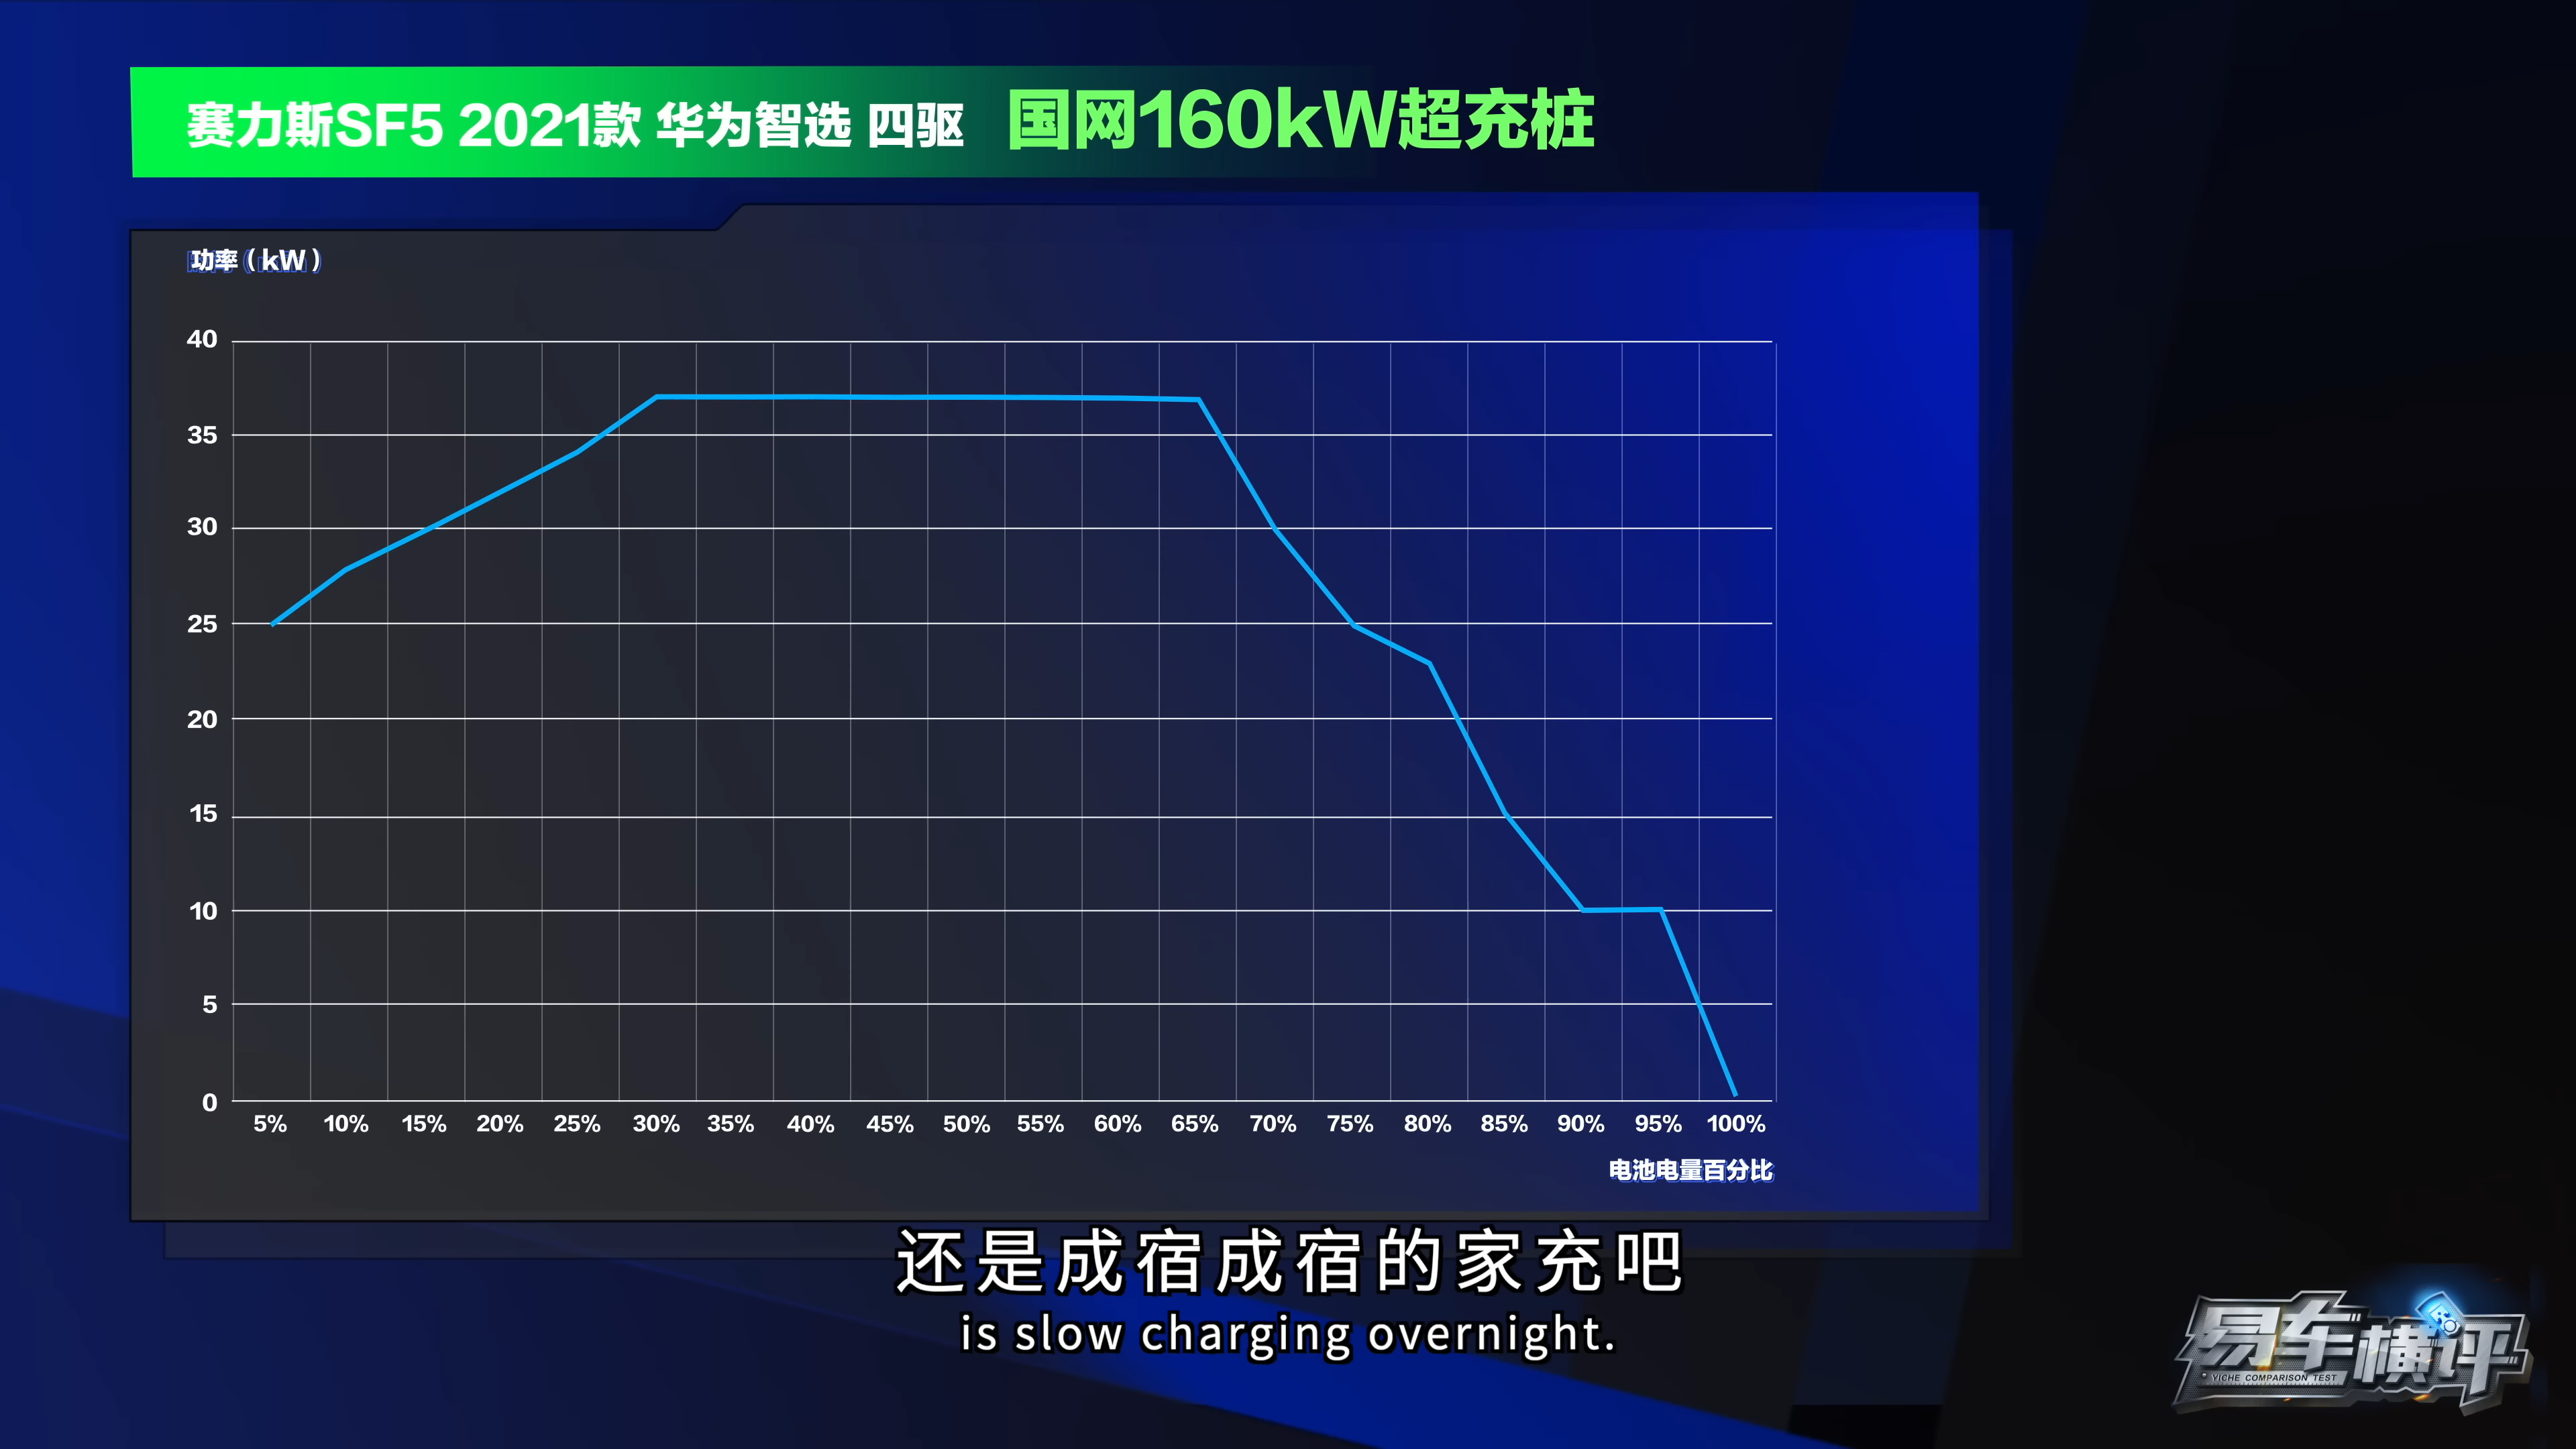 赛力斯SF5 2021款 华为智选 四驱 国网160kW超充桩
功率(kW)
40
35
30
25
20
15
10
5
0
5% 10% 15% 20% 25% 30% 35% 40% 45% 50% 55% 60% 65% 70% 75% 80% 85% 90% 95% 100%
电池电量百分比
还是成宿成宿的家充吧
is slow charging overnight.
易车横评
YICHE COMPARISON TEST